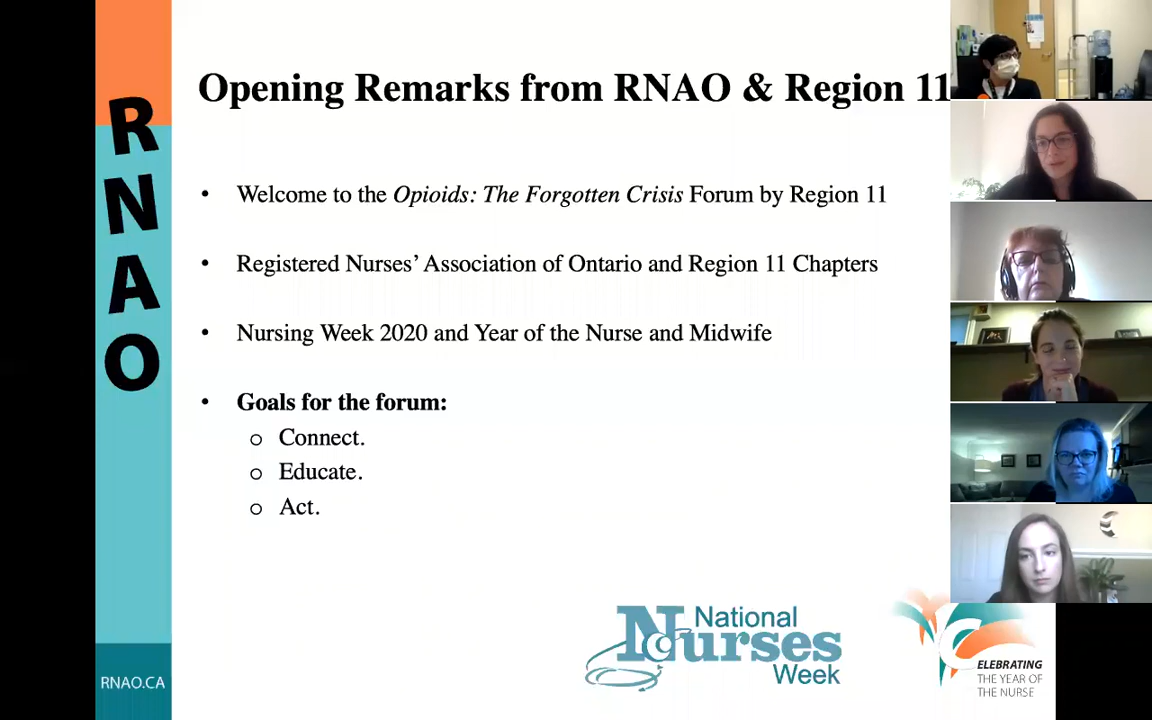 R
N
A
O
RNAO.CA
Opening Remarks from RNAO & Region 11
• Welcome to the Opioids: The Forgotten Crisis Forum by Region 11
• Registered Nurses’ Association of Ontario and Region 11 Chapters
• Nursing Week 2020 and Year of the Nurse and Midwife
• Goals for the forum:
o Connect.
o Educate.
o Act.
National
Nurses
Week
CELEBRATING
THE YEAR OF
THE NURSE